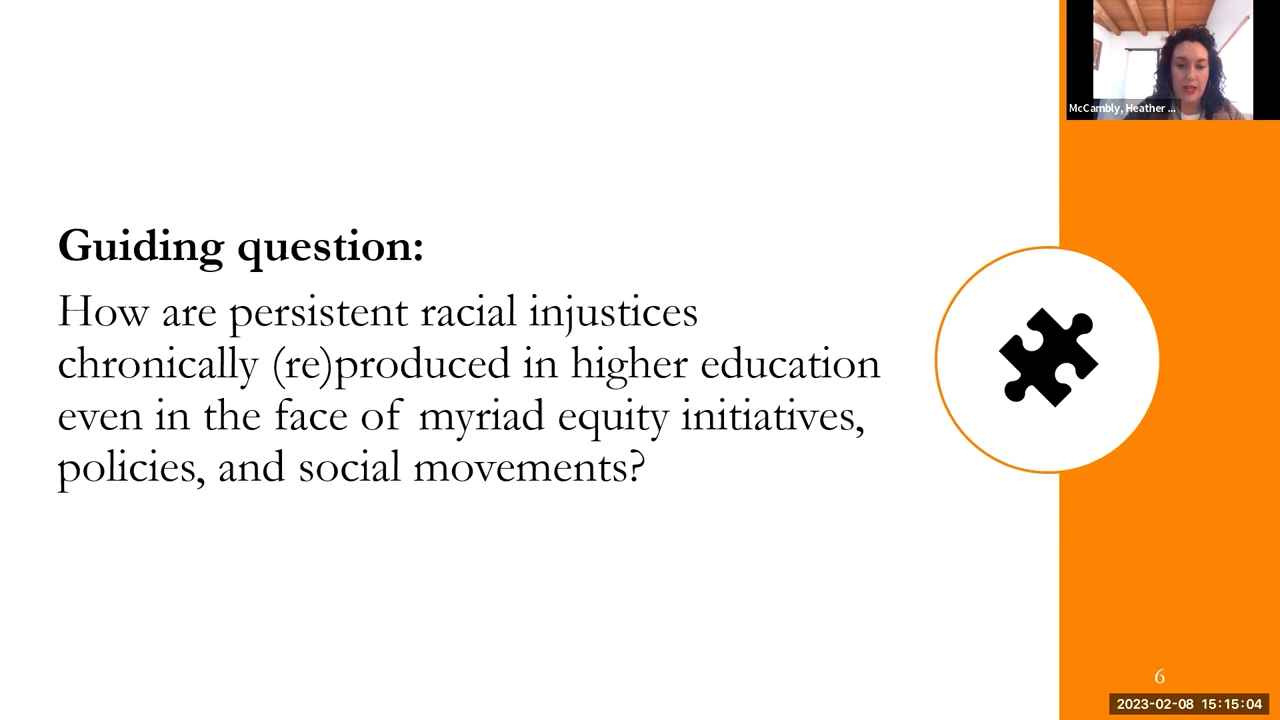 McCambly, Heather ...
Guiding question:
How are persistent racial injustices
chronically (re)produced in higher education
even in the face of myriad equity initiatives,
policies, and social movements?
6
2023-02-08 15:15:04